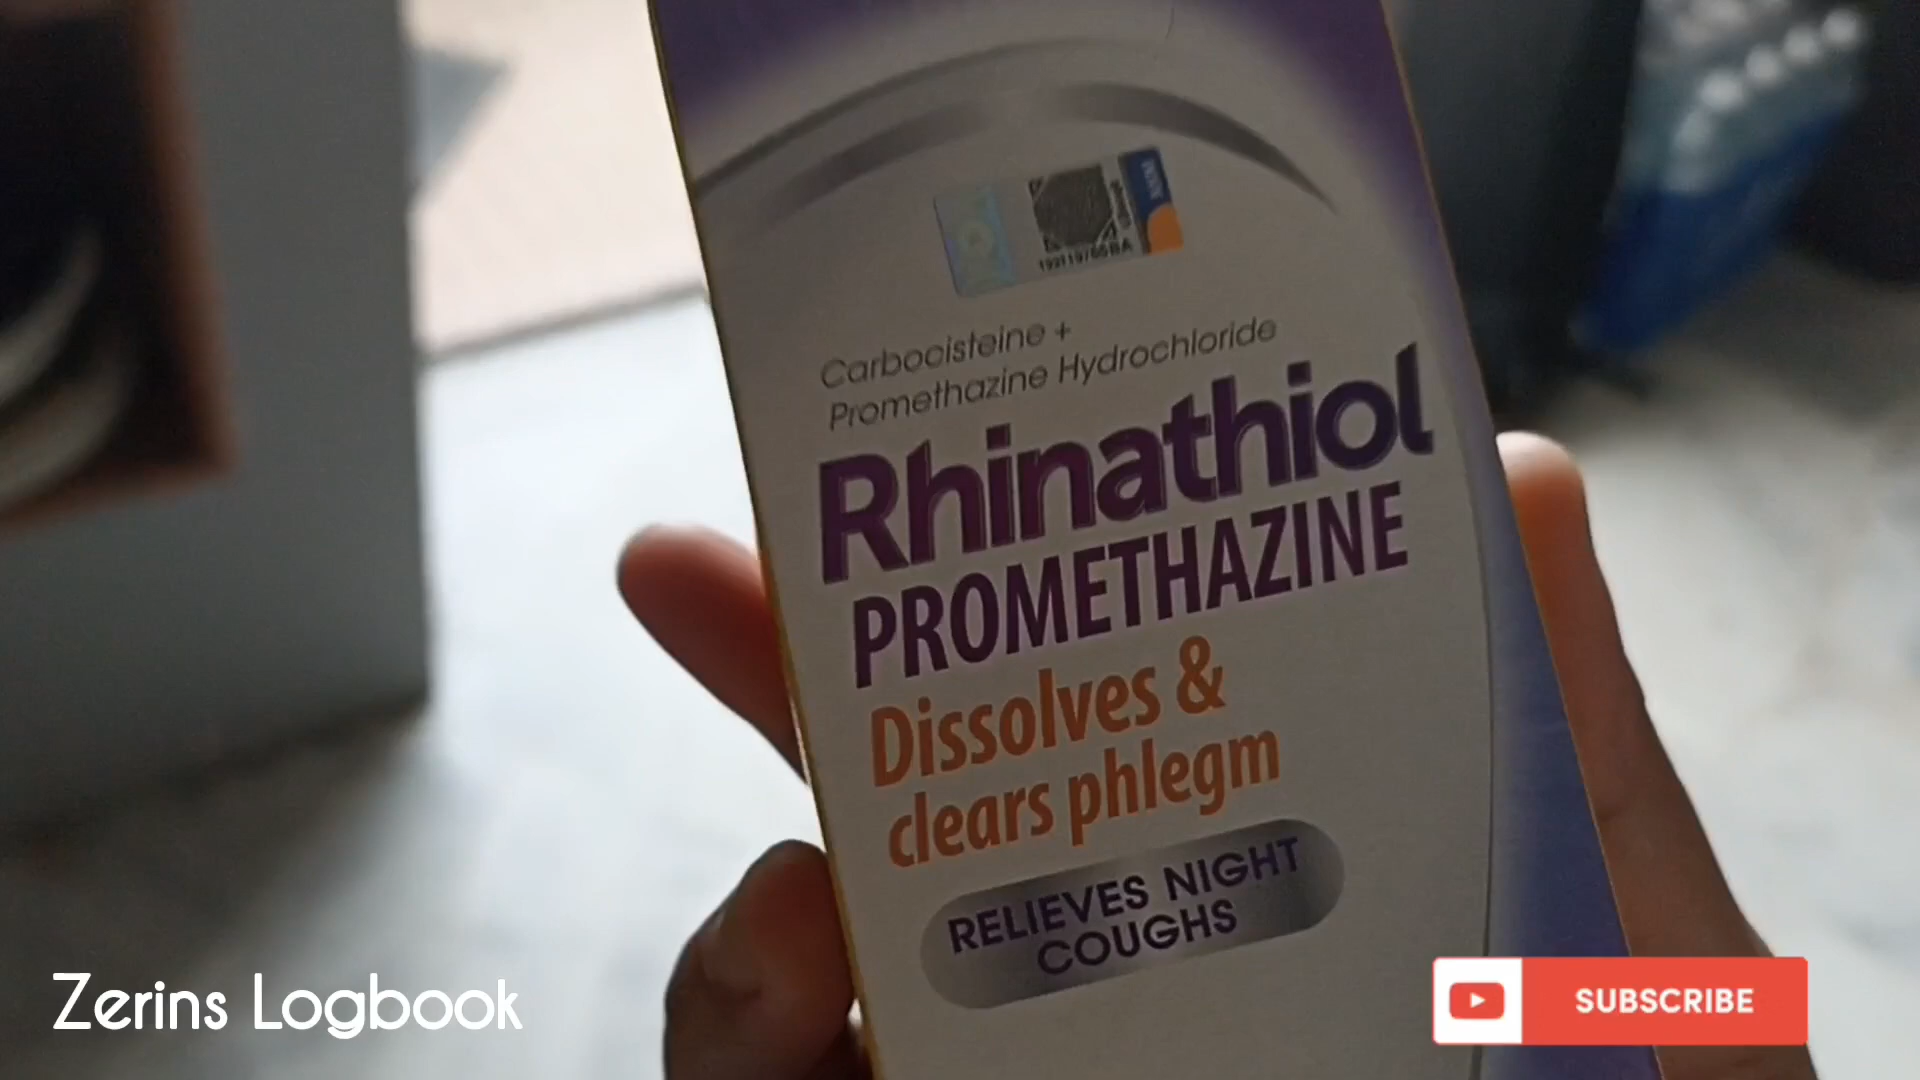 Carbocisteine +
Promethazine Hydrochloride
Rhinathiol
PROMETHAZINE
Dissolves &
clears phlegm
RELIEVES NIGHT
COUGHS
Zerins Logbook
SUBSCRIBE